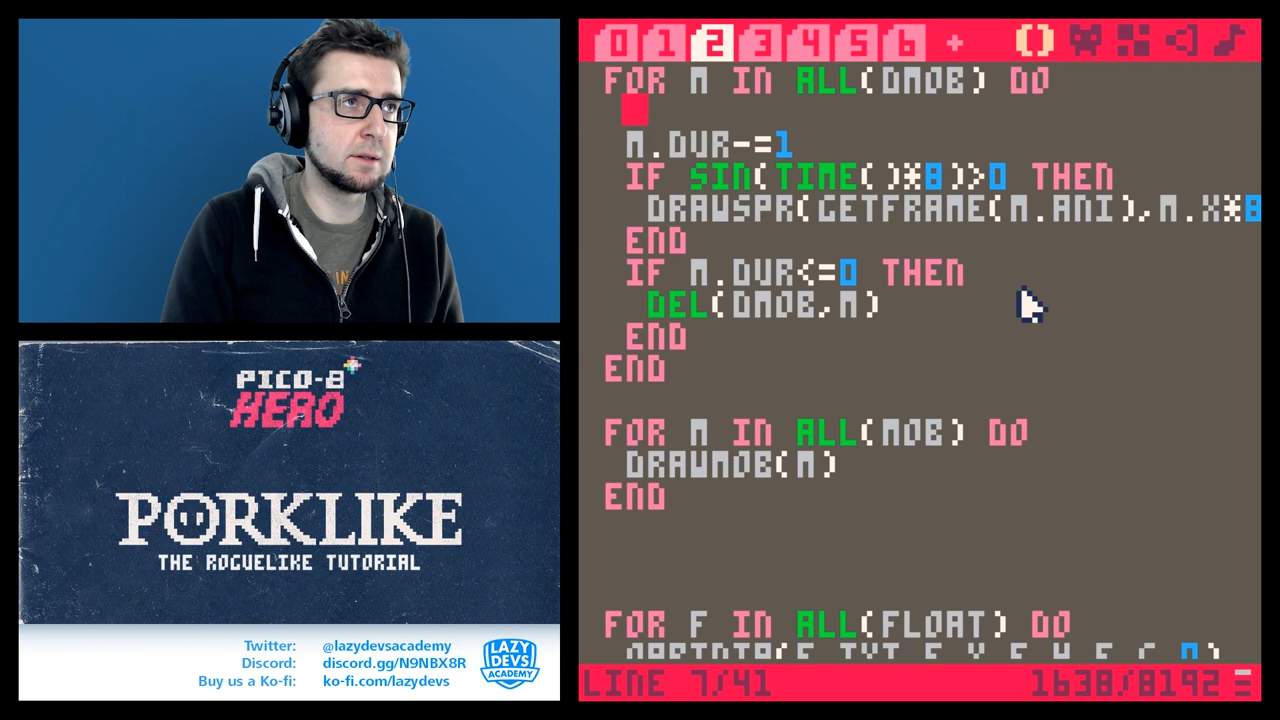 0 1 2 3 4 5 6 +
FOR M IN ALL(DMOB) DO
M.DUR-=1
IF SIN(TIME()*8)>0 THEN
DRAWSPR(GETFRAME(M.ANI),M.X*8
END
IF M.DUR<=0 THEN
DEL(DMOB,M)
END
END
FOR M IN ALL(MOB) DO
DRAWMOB(M)
END
FOR F IN ALL(FLOAT) DO
LINE 7/41
1638/8192
PICO-8
HERO
PORKLIKE
THE ROGUELIKE TUTORIAL
Twitter: @lazydevsacademy
Discord: discord.gg/N9NBX8R
Buy us a Ko-fi: ko-fi.com/lazydevs
LAZY
DEVS
ACADEMY